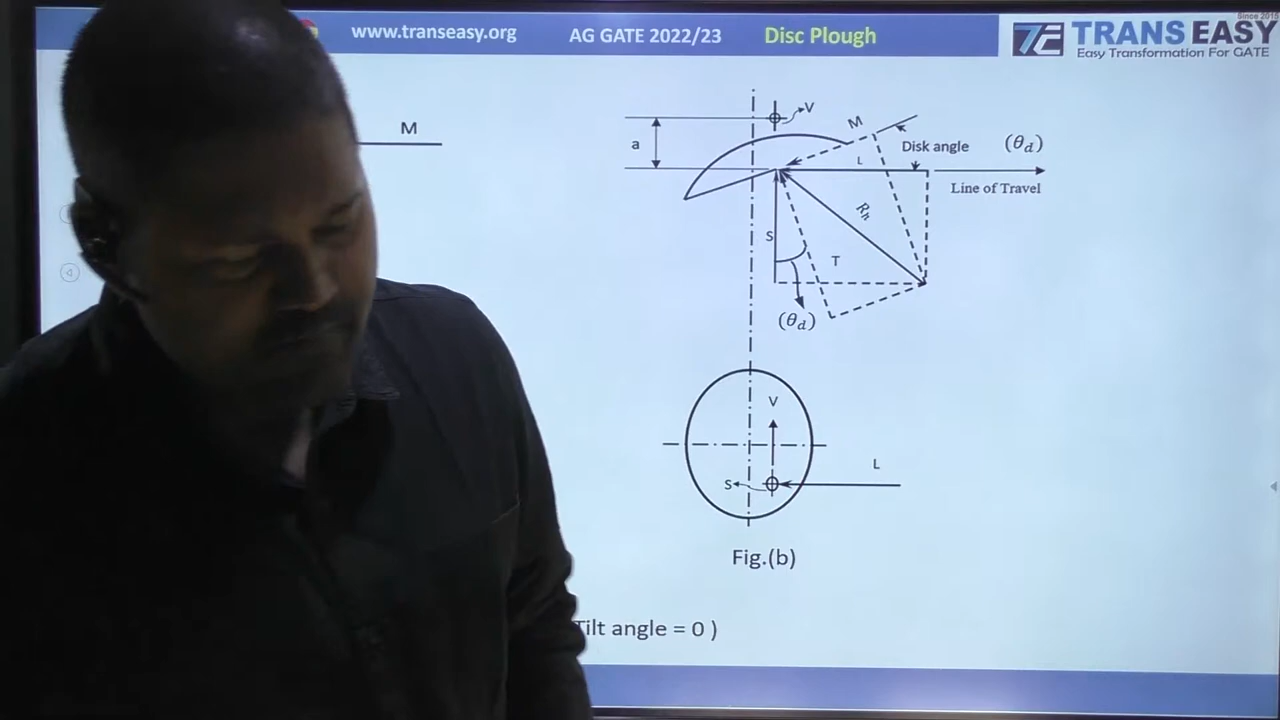 www.transeasy.org AG GATE 2022/23 Disc Plough
Since 2015
TRANS EASY
Easy Transformation For GATE
M
V
a
M
Disk angle (θd)
L
Line of Travel
Rh
S
T
(θd)
V
L
S
Fig.(b)
Tilt angle = 0 )